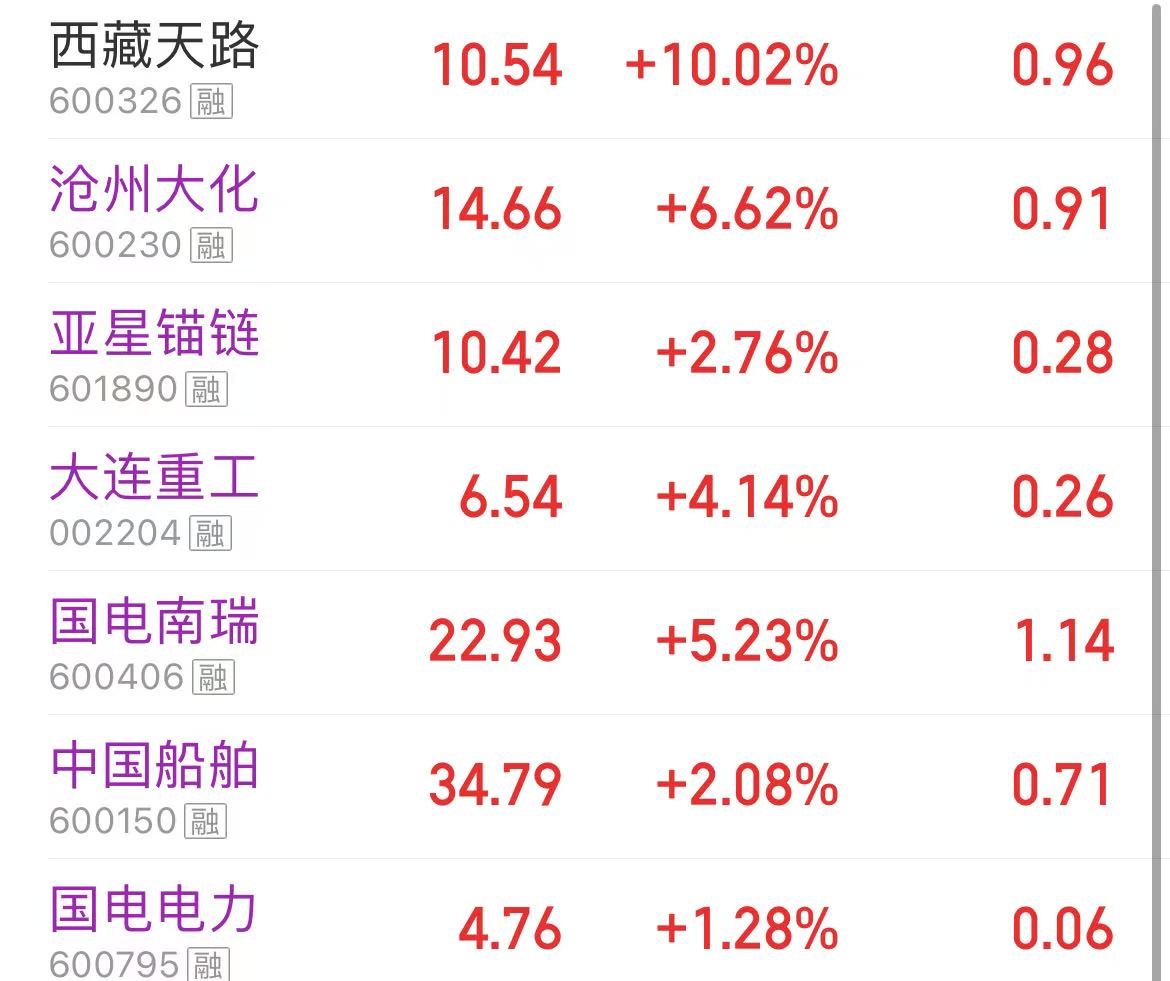 西藏天路 10.54 +10.02% 0.96
600326 融
沧州大化 14.66 +6.62% 0.91
600230 融
亚星锚链 10.42 +2.76% 0.28
601890 融
大连重工 6.54 +4.14% 0.26
002204 融
国电南瑞 22.93 +5.23% 1.14
600406 融
中国船舶 34.79 +2.08% 0.71
600150 融
国电电力 4.76 +1.28% 0.06
600795 融